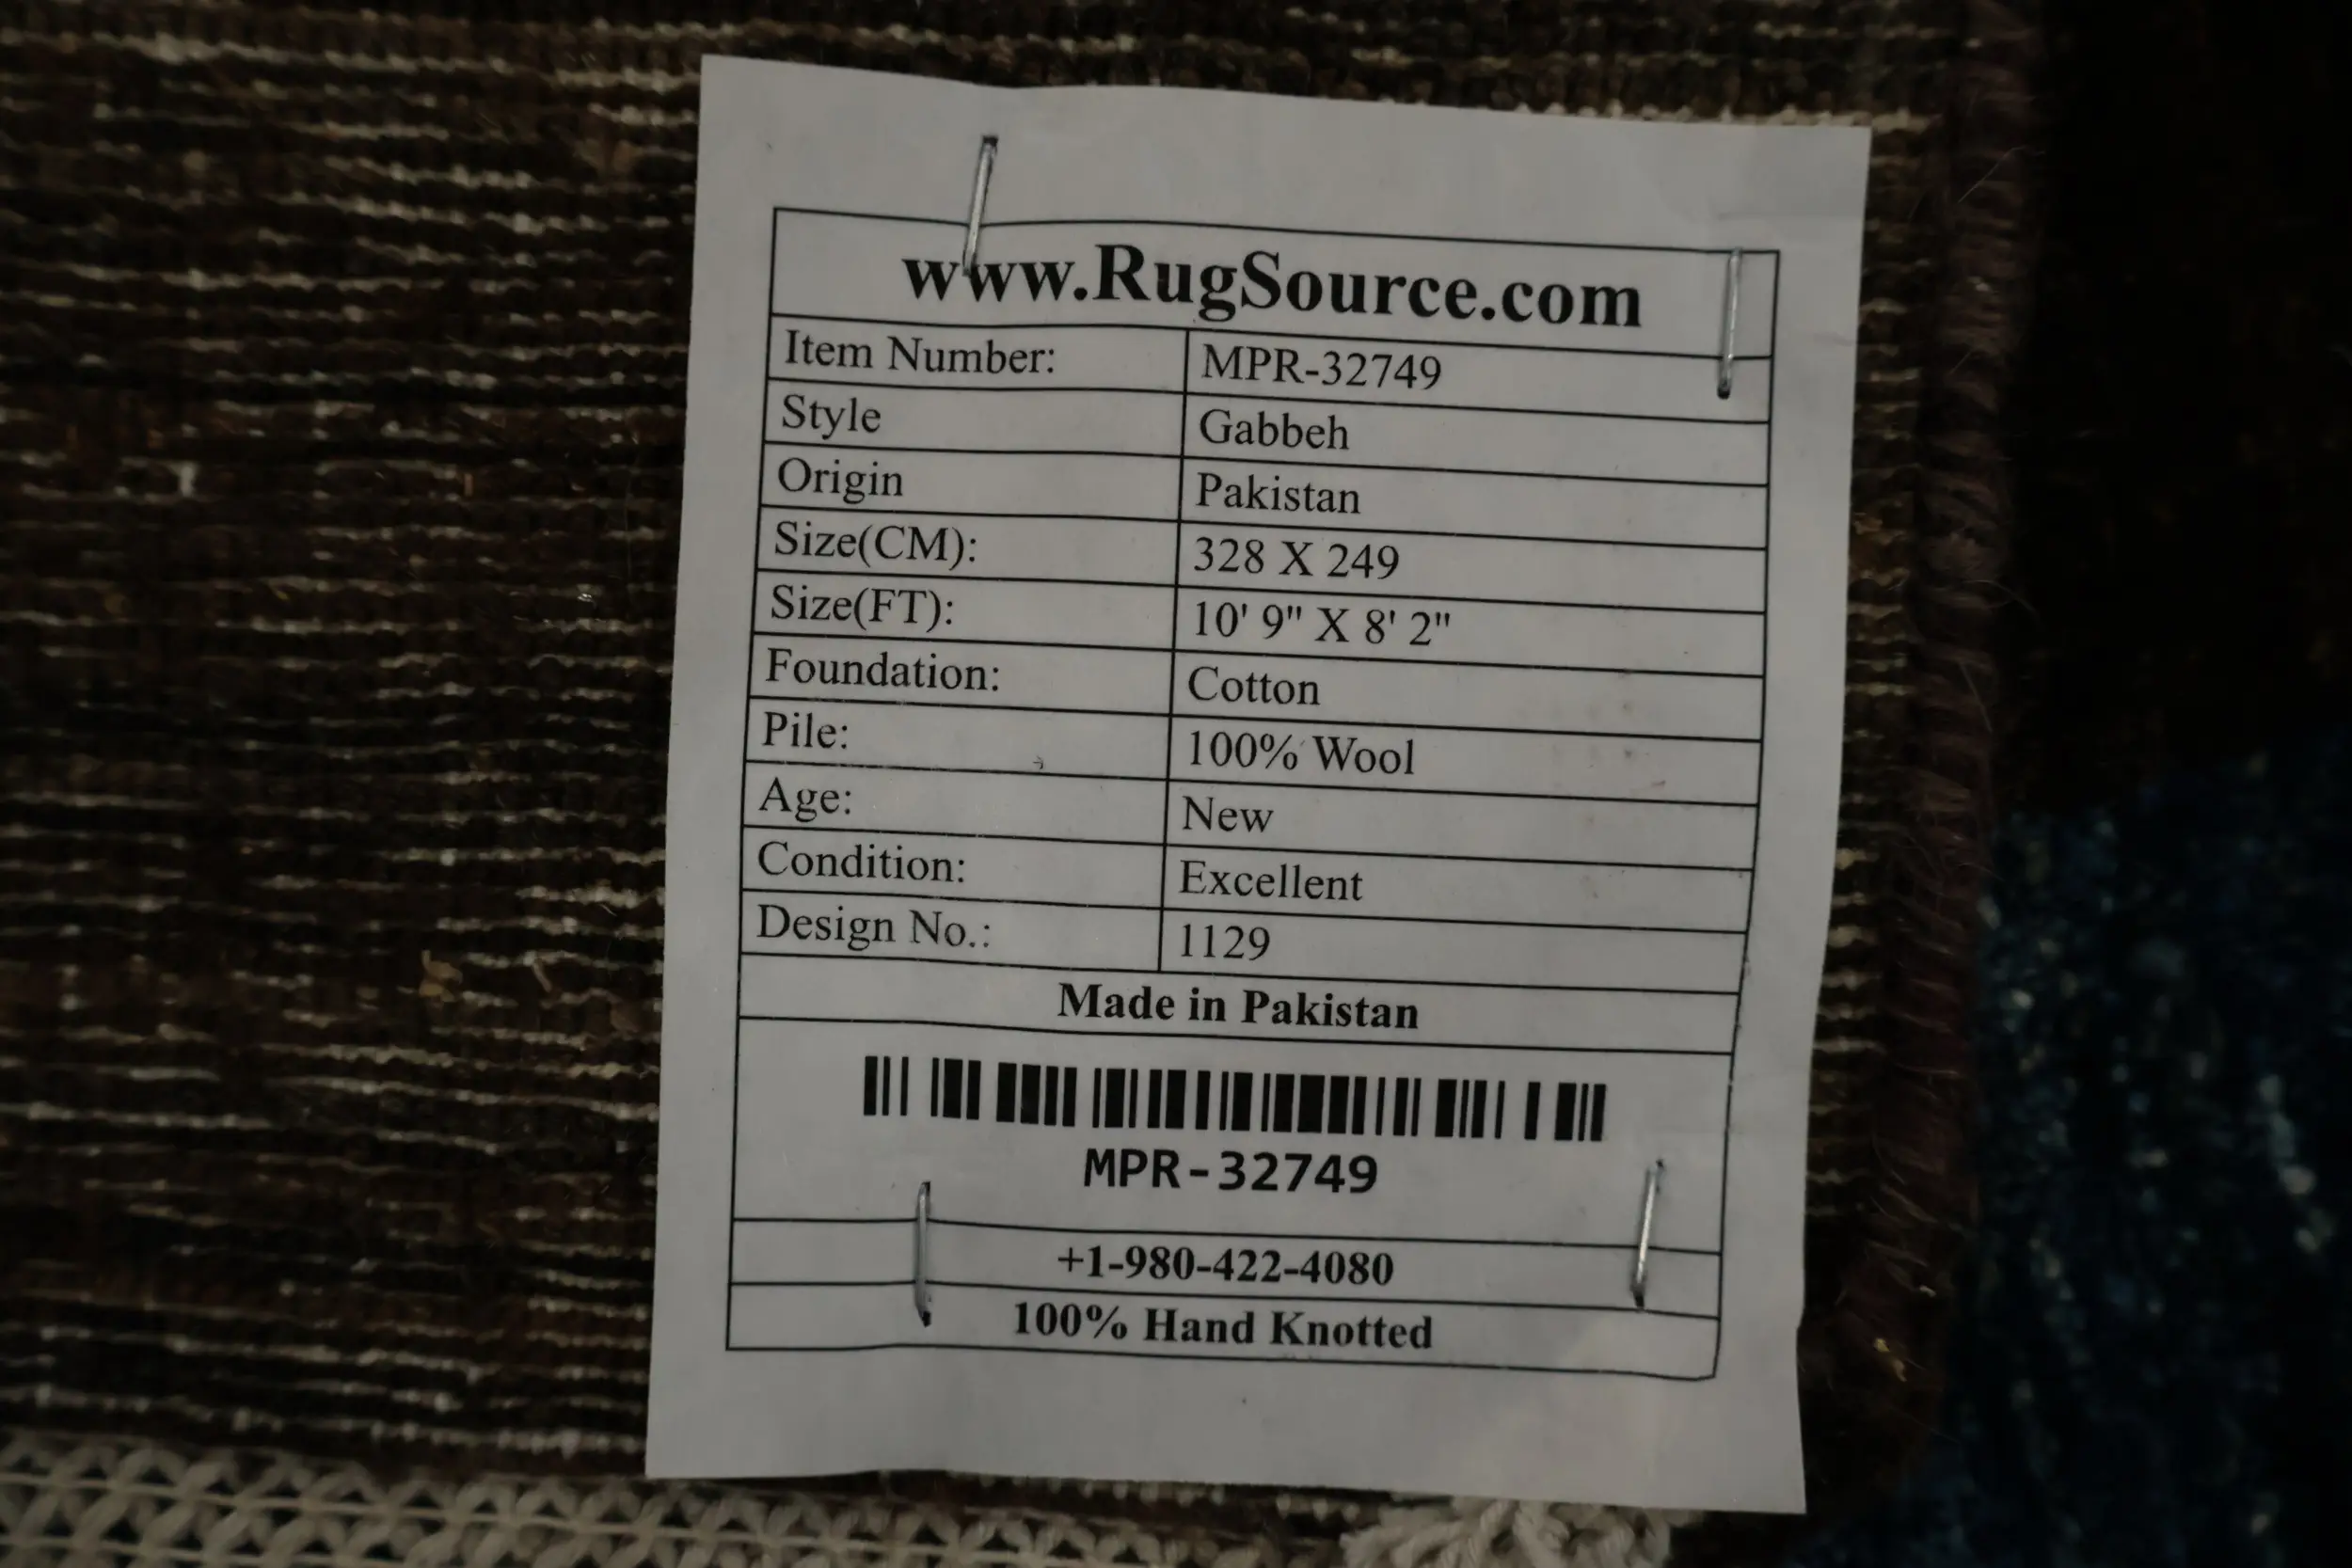 www.RugSource.com
Item Number: MPR-32749
Style Gabbeh
Origin Pakistan
Size(CM): 328 X 249
Size(FT): 10' 9" X 8' 2"
Foundation: Cotton
Pile: 100% Wool
Age: New
Condition: Excellent
Design No.: 1129
Made in Pakistan
MPR-32749
+1-980-422-4080
100% Hand Knotted